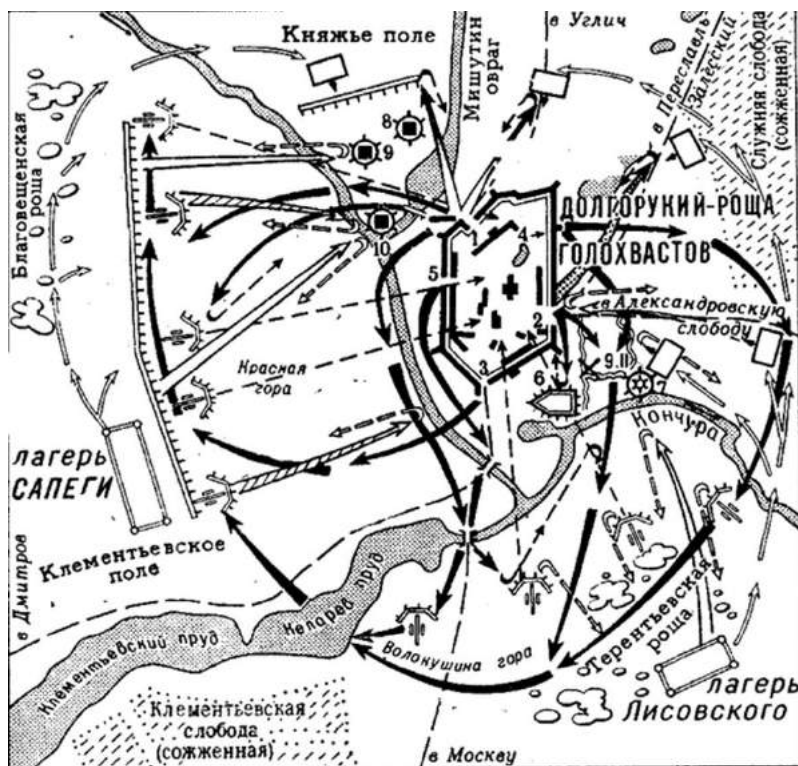 Княжье поле
Мишутин
овраг
в Углич
в Переславль
Залесский
Служняя слобода
(сожженная)
Благовещенская
роща
8
9
10
1
4
5
2
3
6
7
9.11
ДОЛГОРУКИЙ-РОЩА
ГОЛОХВАСТОВ
в Александровскую
слободу
Красная
гора
Кончура
лагерь
САПЕГИ
Клементьевское
поле
в Дмитров
Келарев пруд
Клементьевский пруд
Волокушина гора
Терентьевская
роща
лагерь
Лисовского
Клементьевская
слобода
(сожженная)
в Москву